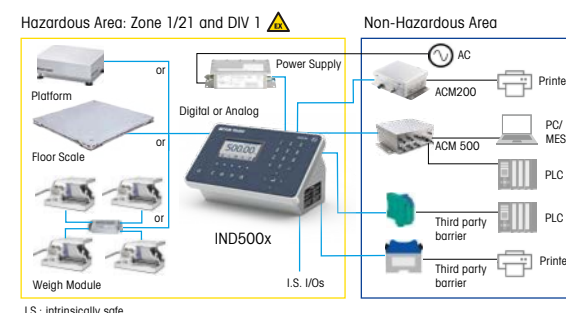 Hazardous Area: Zone 1/21 and DIV 1
EX
Non-Hazardous Area
Platform
or
Floor Scale
or
or
Weigh Module
Power Supply
Digital or Analog
500.00
IND500x
I.S. I/Os
AC
ACM200
Printe
ACM 500
PC/
MES
PLC
PLC
Third party
barrier
Third party
barrier
Printe
I.S.: intrinsically safe